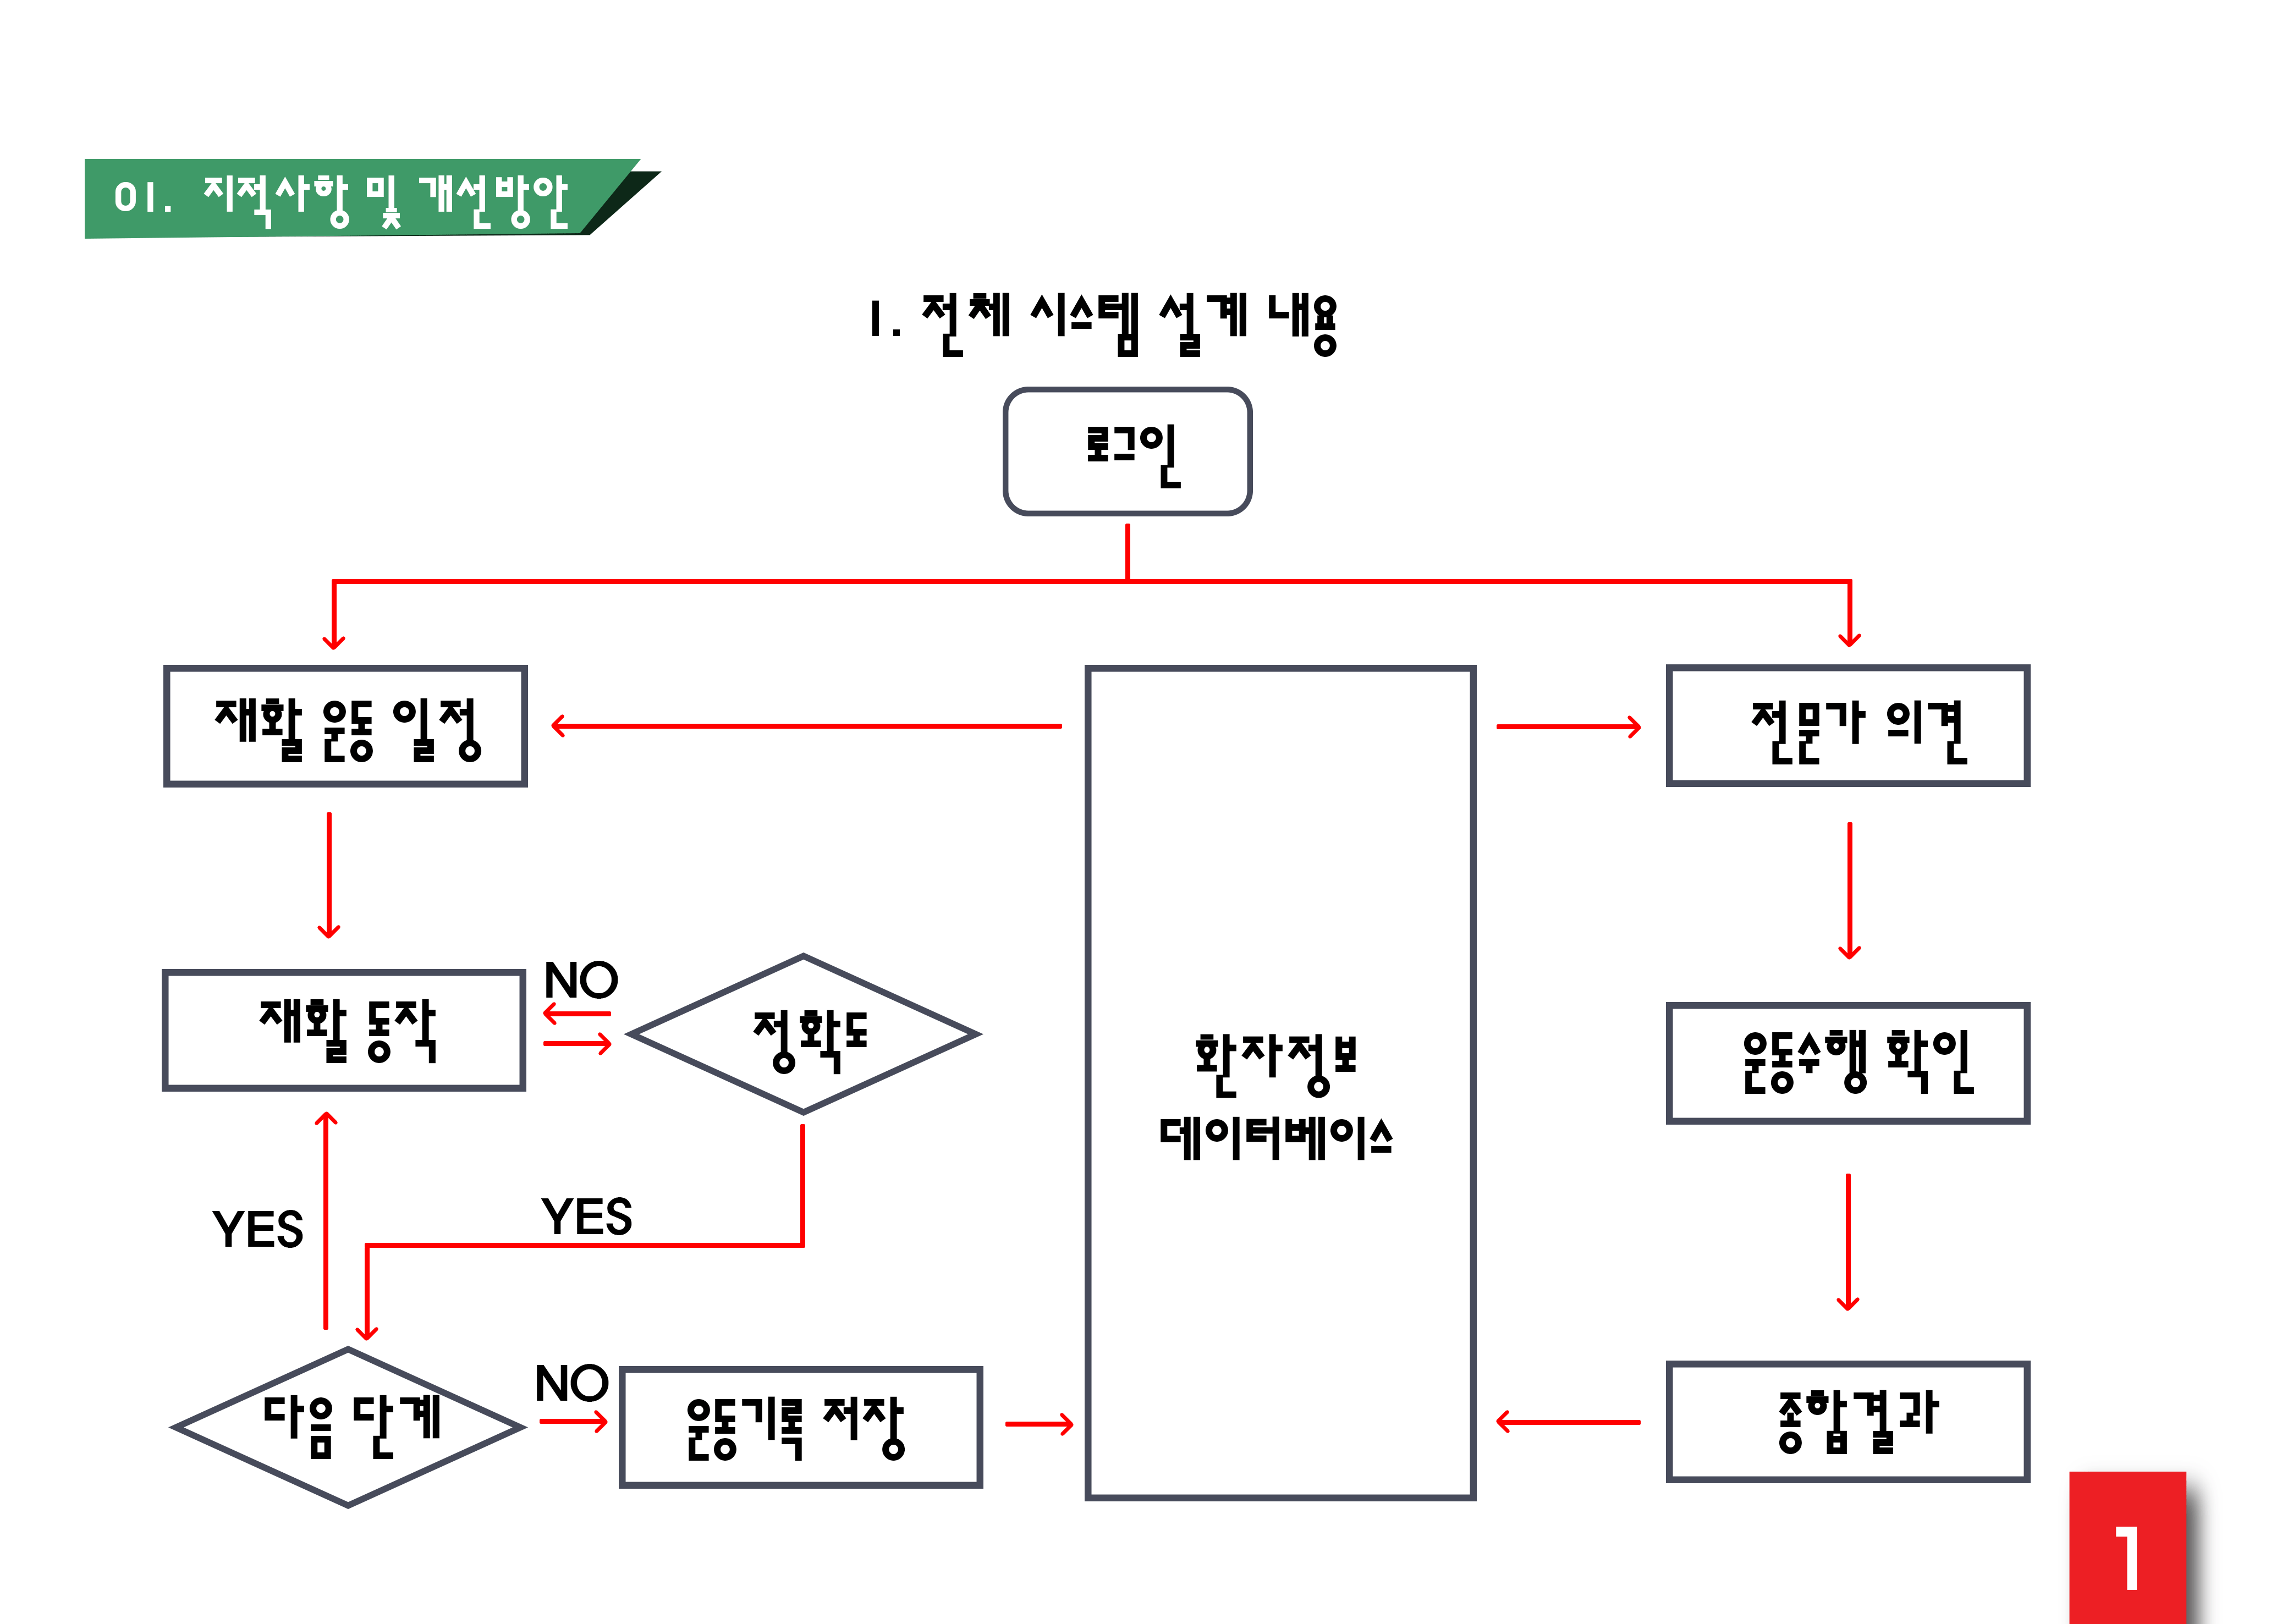 01. 지적사항 및 개선방안
1. 전체 시스템 설계 내용
로그인
재활 운동 일정
전문가 의견
NO
재활 동작
정확도
환자정보
데이터베이스
운동수행 확인
YES
YES
NO
다음 단계
운동기록 저장
종합결과
1